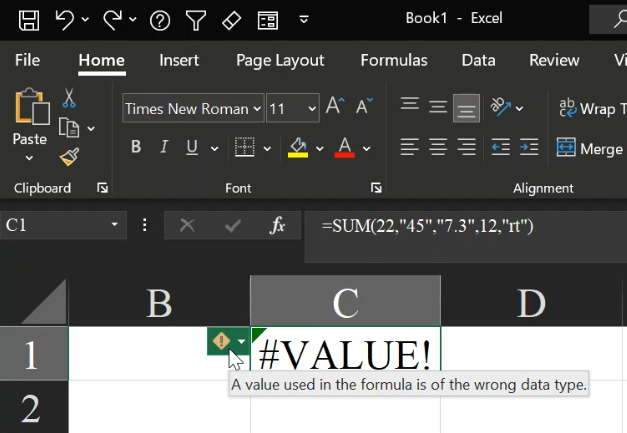 Book1 - Excel
File Home Insert Page Layout Formulas Data Review
Times New Roman 11
Wrap
Paste
B I U A
Merge
Clipboard Font Alignment
C1 fx =SUM(22,"45","7.3",12,"rt")
B C D
1 #VALUE!
A value used in the formula is of the wrong data type.
2